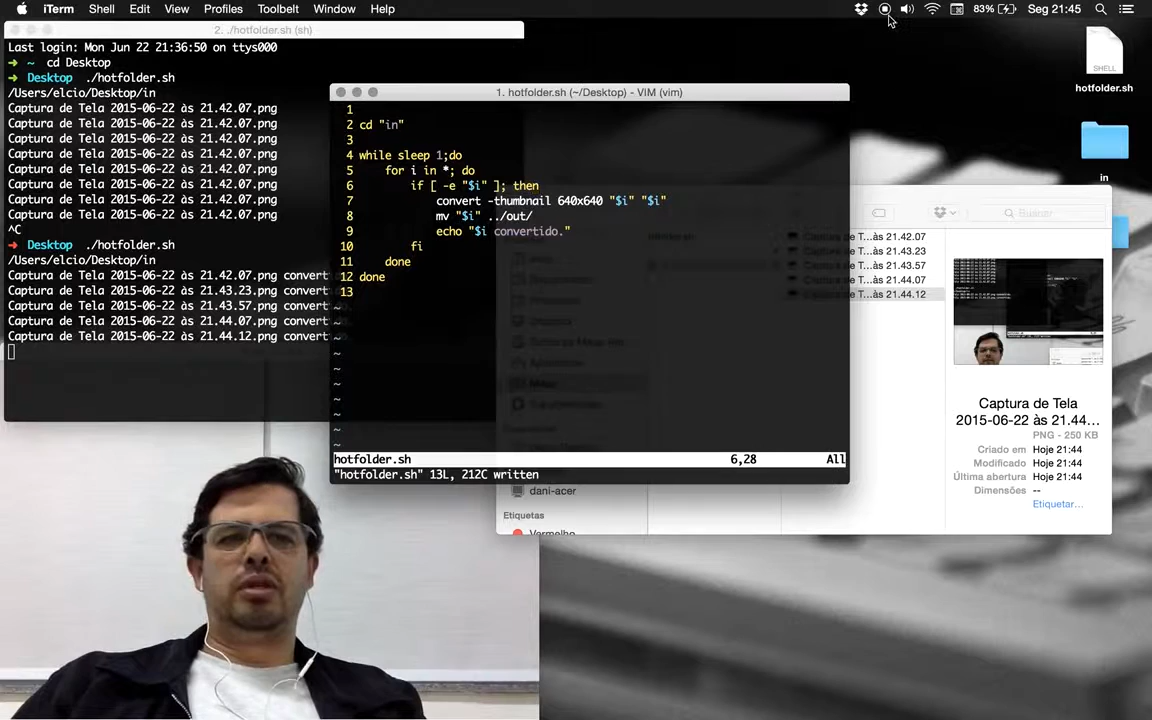 iTerm Shell Edit View Profiles Toolbelt Window Help
83% Seg 21:45
2. ./hotfolder.sh (sh)
Last login: Mon Jun 22 21:36:50 on ttys000
➜ ~ cd Desktop
➜ Desktop ./hotfolder.sh
/Users/elcio/Desktop/in
Captura de Tela 2015-06-22 às 21.42.07.png
Captura de Tela 2015-06-22 às 21.42.07.png
Captura de Tela 2015-06-22 às 21.42.07.png
Captura de Tela 2015-06-22 às 21.42.07.png
Captura de Tela 2015-06-22 às 21.42.07.png
Captura de Tela 2015-06-22 às 21.42.07.png
Captura de Tela 2015-06-22 às 21.42.07.png
Captura de Tela 2015-06-22 às 21.42.07.png
^C
➜ Desktop ./hotfolder.sh
/Users/elcio/Desktop/in
Captura de Tela 2015-06-22 às 21.42.07.png convert
Captura de Tela 2015-06-22 às 21.43.23.png convert
Captura de Tela 2015-06-22 às 21.43.57.png convert
Captura de Tela 2015-06-22 às 21.44.07.png convert
Captura de Tela 2015-06-22 às 21.44.12.png convert
1. hotfolder.sh (~/Desktop) - VIM (vim)
1
2 cd "in"
3
4 while sleep 1;do
5 for i in *; do
6 if [ -e "$i" ]; then
7 convert -thumbnail 640x640 "$i" "$i"
8 mv "$i" ../out/
9 echo "$i convertido."
10 fi
11 done
12 done
13
~
~
~
~
~
~
~
~
~
~
hotfolder.sh 6,28 All
"hotfolder.sh" 13L, 212C written
SHELL
hotfolder.sh
in
Buscar
Captura de T...às 21.42.07
Captura de T...às 21.43.23
Captura de T...às 21.43.57
Captura de T...às 21.44.07
Captura de T...às 21.44.12
Captura de Tela
2015-06-22 às 21.44...
PNG - 250 KB
Criado em Hoje 21:44
Modificado Hoje 21:44
Última abertura Hoje 21:44
Dimensões --
Etiquetar...
dani-acer
Etiquetas
Vermelho